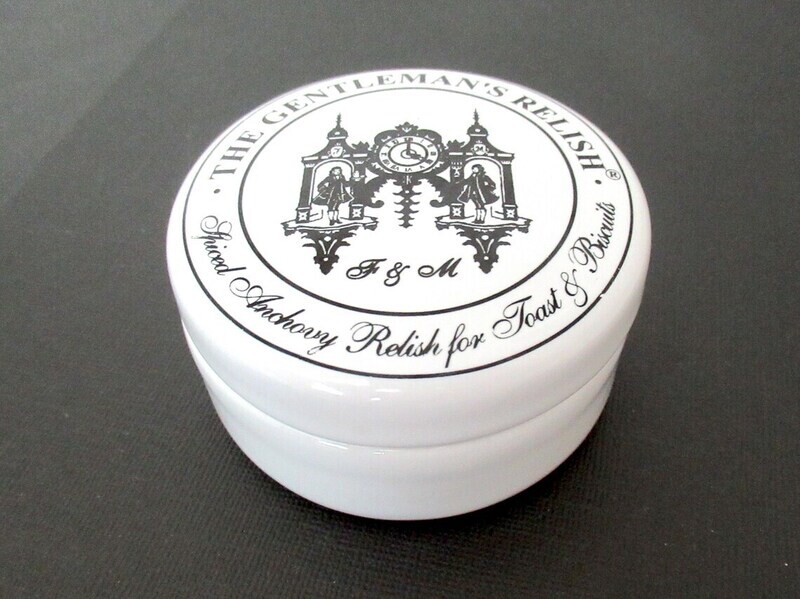 · THE GENTLEMAN'S RELISH® ·
F & M
Spiced Anchovy Relish for Toast & Biscuits